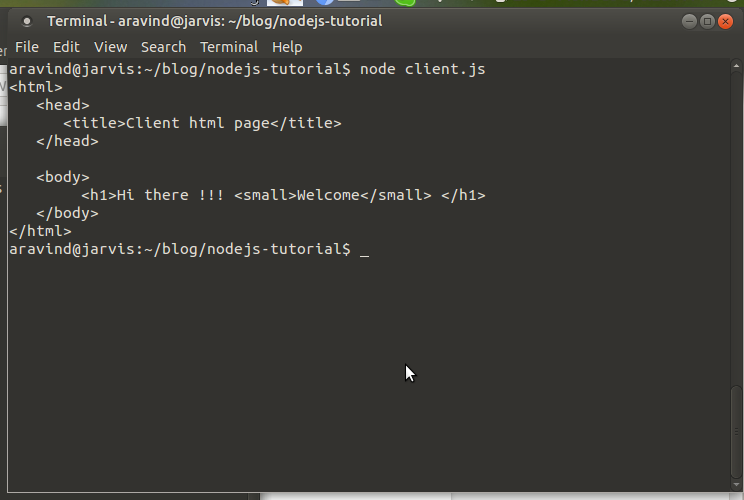 Terminal - aravind@jarvis: ~/blog/nodejs-tutorial
File Edit View Search Terminal Help
aravind@jarvis:~/blog/nodejs-tutorial$ node client.js
<html>
   <head>
      <title>Client html page</title>
   </head>

   <body>
        <h1>Hi there !!! <small>Welcome</small> </h1>
   </body>
</html>
aravind@jarvis:~/blog/nodejs-tutorial$ _